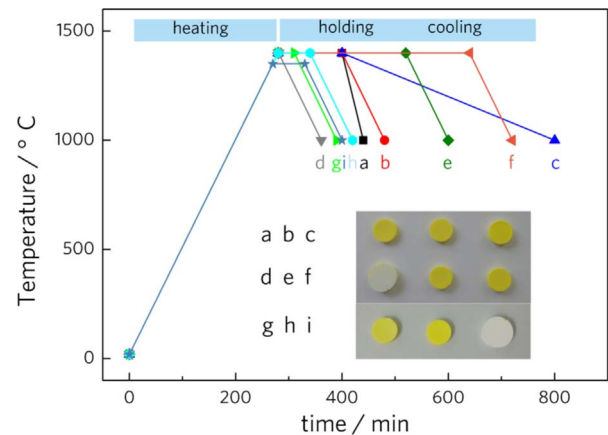 heating holding cooling
1500
1000
500
0
Temperature / ° C
d g i h a b e f c
a b c
d e f
g h i
0 200 400 600 800
time / min